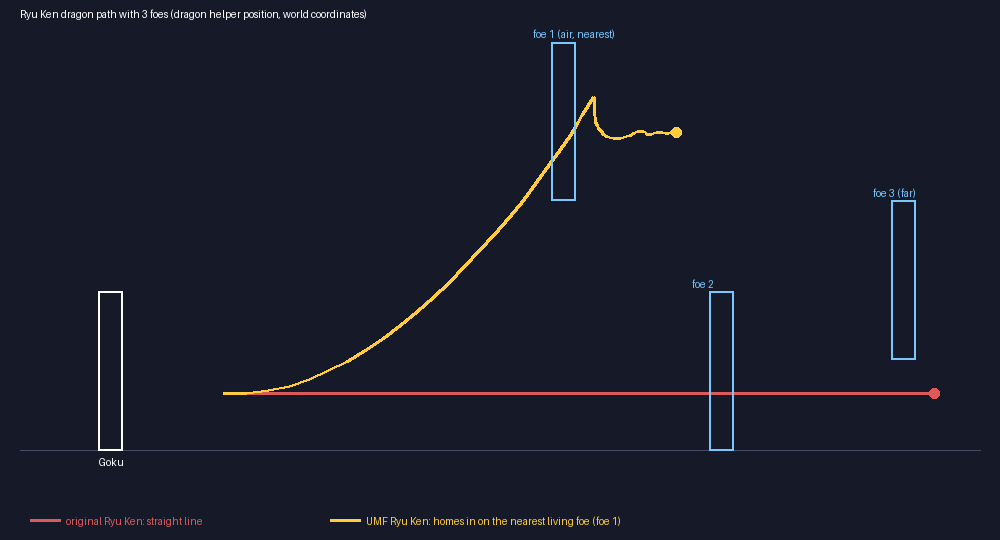 Ryu Ken dragon path with 3 foes (dragon helper position, world coordinates)
foe 1 (air, nearest)
foe 3 (far)
foe 2
Goku
original Ryu Ken: straight line
UMF Ryu Ken: homes in on the nearest living foe (foe 1)